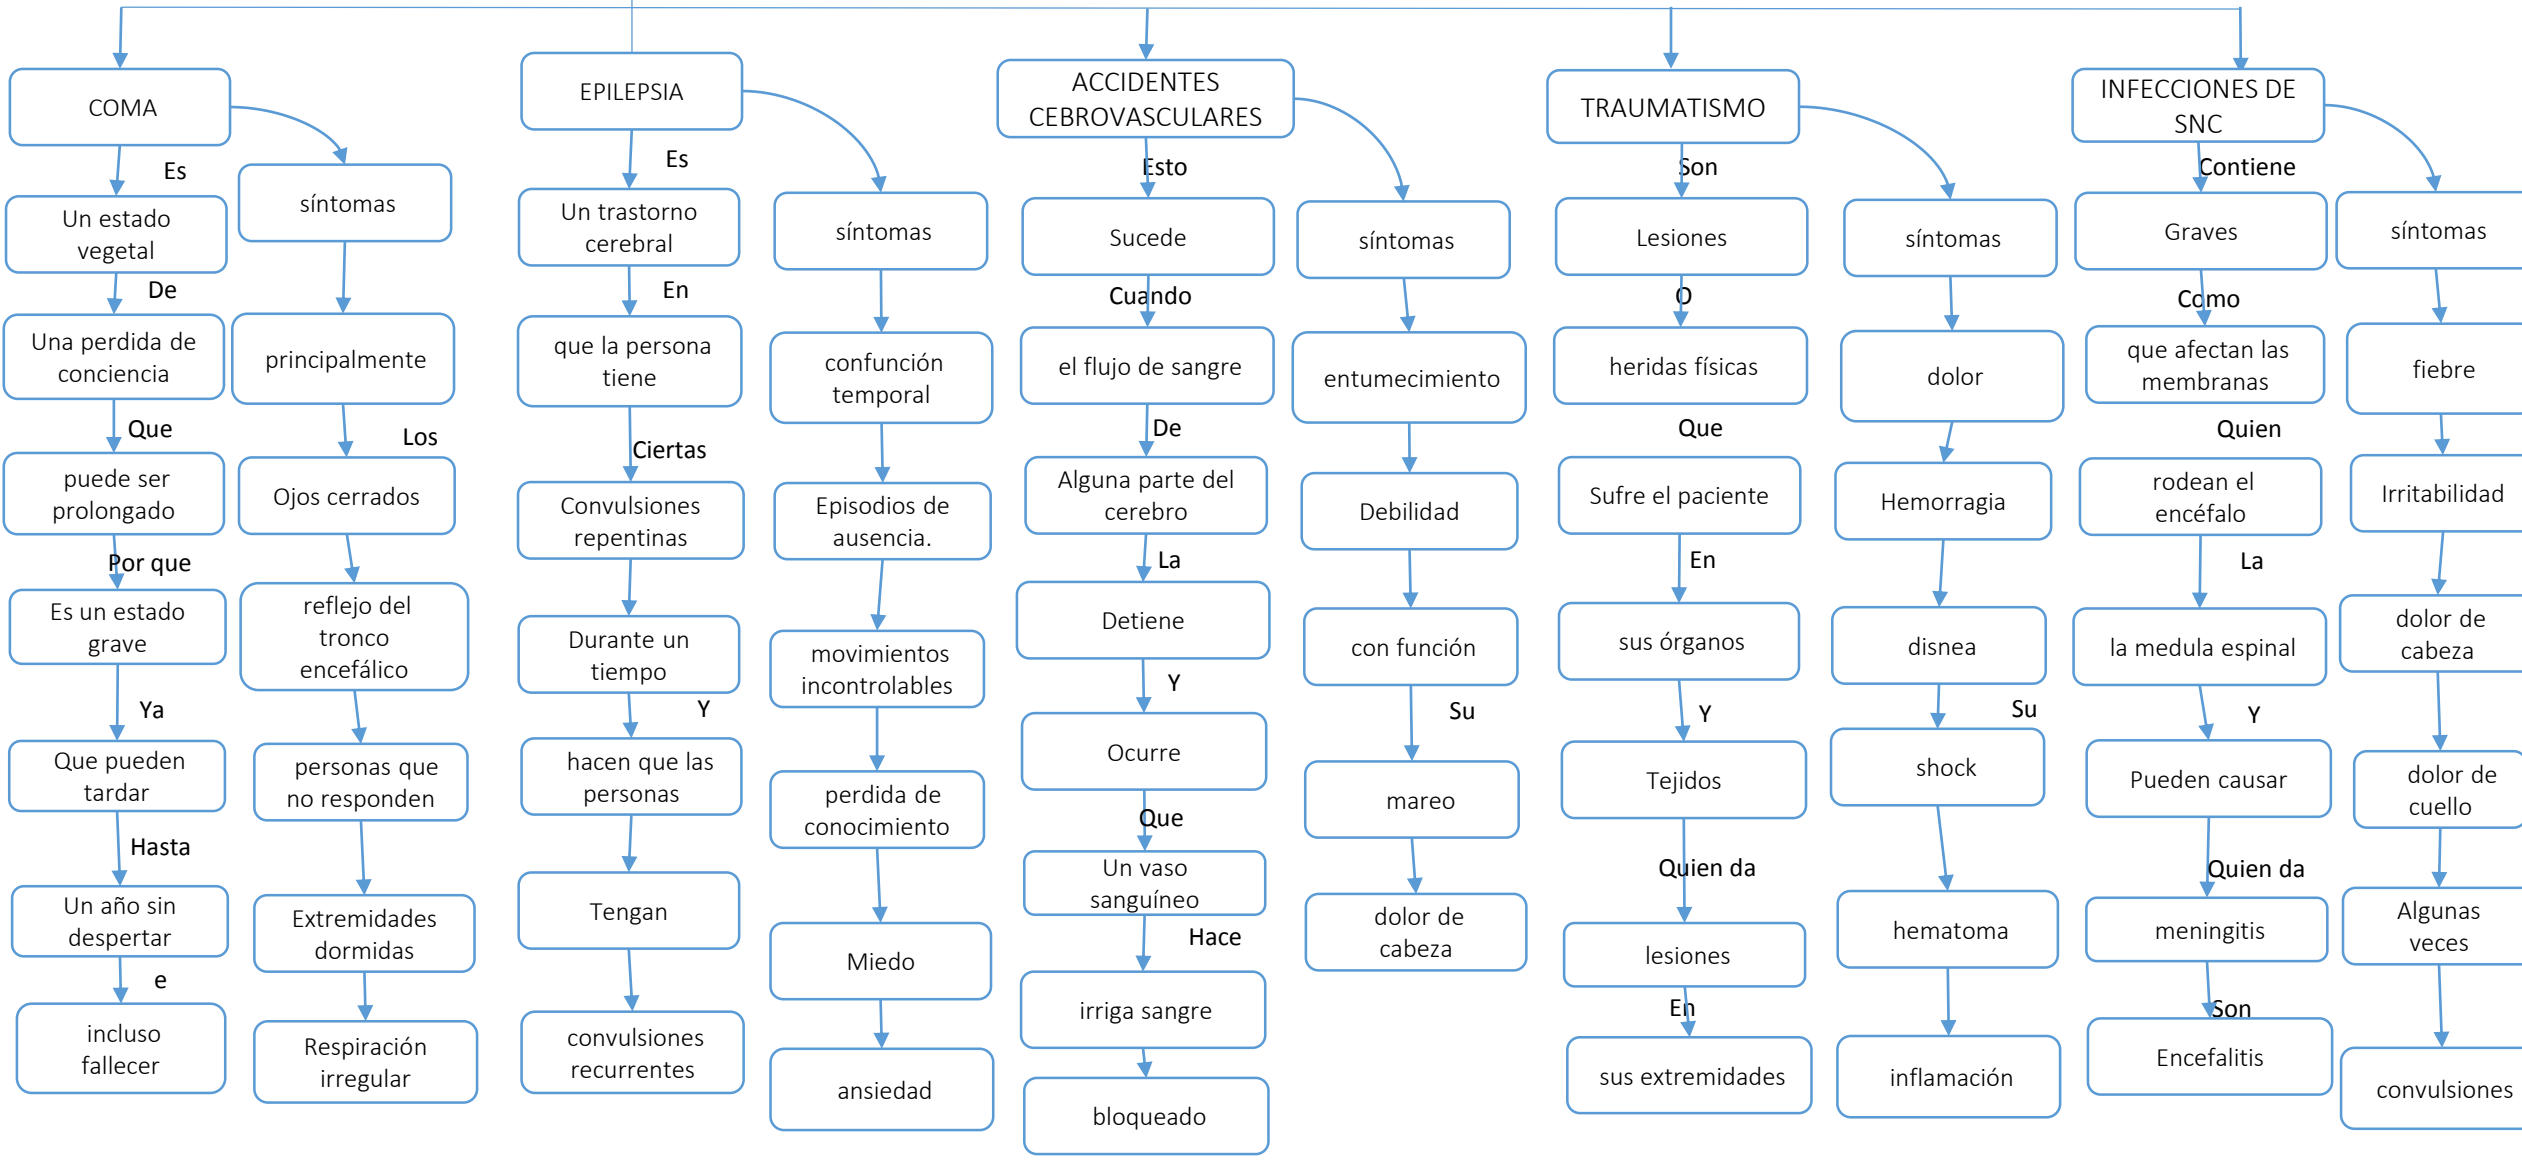 COMA
Es
Un estado
vegetal
De
Una perdida de
conciencia
Que
puede ser
prolongado
Por que
Es un estado
grave
Ya
Que pueden
tardar
Hasta
Un año sin
despertar
e
incluso
fallecer
síntomas
principalmente
Los
Ojos cerrados
reflejo del
tronco
encefálico
personas que
no responden
Extremidades
dormidas
Respiración
irregular
EPILEPSIA
Es
Un trastorno
cerebral
En
que la persona
tiene
Ciertas
Convulsiones
repentinas
Durante un
tiempo
Y
hacen que las
personas
Tengan
convulsiones
recurrentes
síntomas
confunción
temporal
Episodios de
ausencia.
movimientos
incontrolables
perdida de
conocimiento
Miedo
ansiedad
ACCIDENTES
CEBROVASCULARES
Esto
Sucede
Cuando
el flujo de sangre
De
Alguna parte del
cerebro
La
Detiene
Y
Ocurre
Que
Un vaso
sanguíneo
Hace
irriga sangre
bloqueado
síntomas
entumecimiento
Debilidad
con función
Su
mareo
dolor de
cabeza
TRAUMATISMO
Son
Lesiones
O
heridas físicas
Que
Sufre el paciente
En
sus órganos
Y
Tejidos
Quien da
lesiones
En
sus extremidades
síntomas
dolor
Hemorragia
disnea
Su
shock
hematoma
inflamación
INFECCIONES DE
SNC
Contiene
Graves
Como
que afectan las
membranas
Quien
rodean el
encéfalo
La
la medula espinal
Y
Pueden causar
Quien da
meningitis
Son
Encefalitis
síntomas
fiebre
Irritabilidad
dolor de
cabeza
dolor de
cuello
Algunas
veces
convulsiones